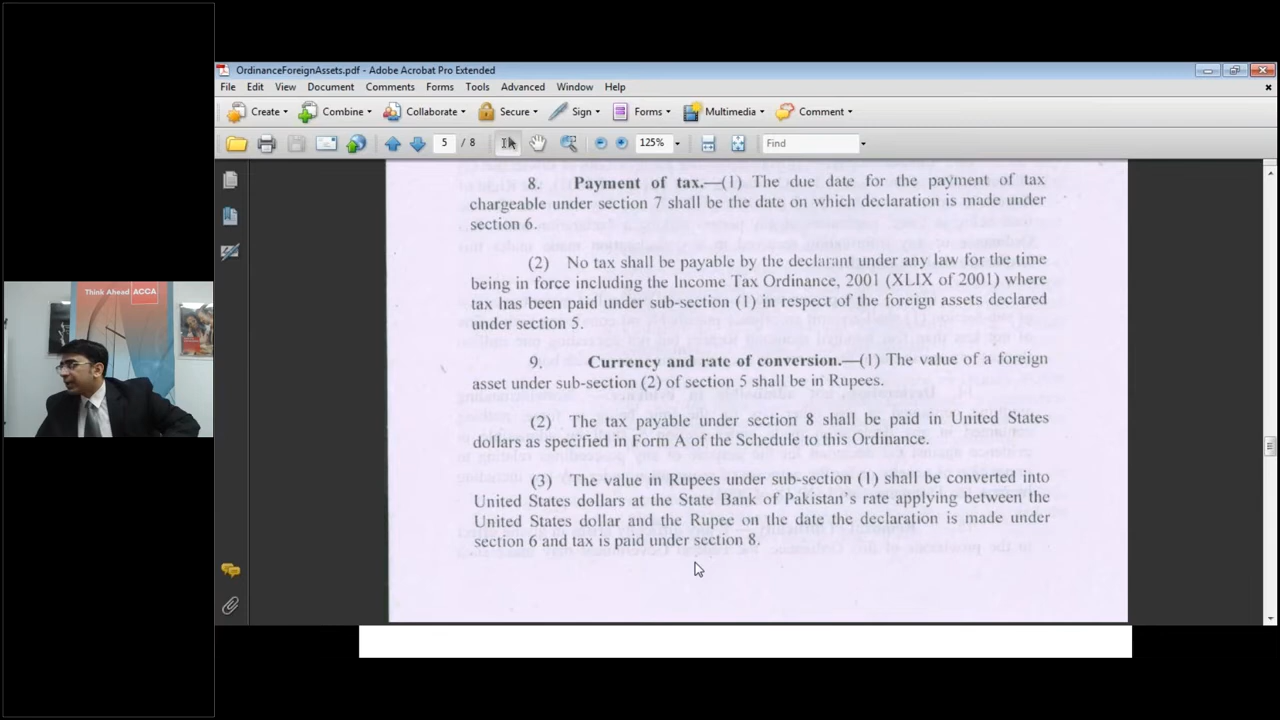 OrdinanceForeignAssets.pdf - Adobe Acrobat Pro Extended
File Edit View Document Comments Forms Tools Advanced Window Help
Create Combine Collaborate Secure Sign Forms Multimedia Comment
5 / 8 125% Find
8. Payment of tax.—(1) The due date for the payment of tax
chargeable under section 7 shall be the date on which declaration is made under
section 6.
(2) No tax shall be payable by the declarant under any law for the time
being in force including the Income Tax Ordinance, 2001 (XLIX of 2001) where
tax has been paid under sub-section (1) in respect of the foreign assets declared
under section 5.
9. Currency and rate of conversion.—(1) The value of a foreign
asset under sub-section (2) of section 5 shall be in Rupees.
(2) The tax payable under section 8 shall be paid in United States
dollars as specified in Form A of the Schedule to this Ordinance.
(3) The value in Rupees under sub-section (1) shall be converted into
United States dollars at the State Bank of Pakistan's rate applying between the
United States dollar and the Rupee on the date the declaration is made under
section 6 and tax is paid under section 8.
Think Ahead ACCA